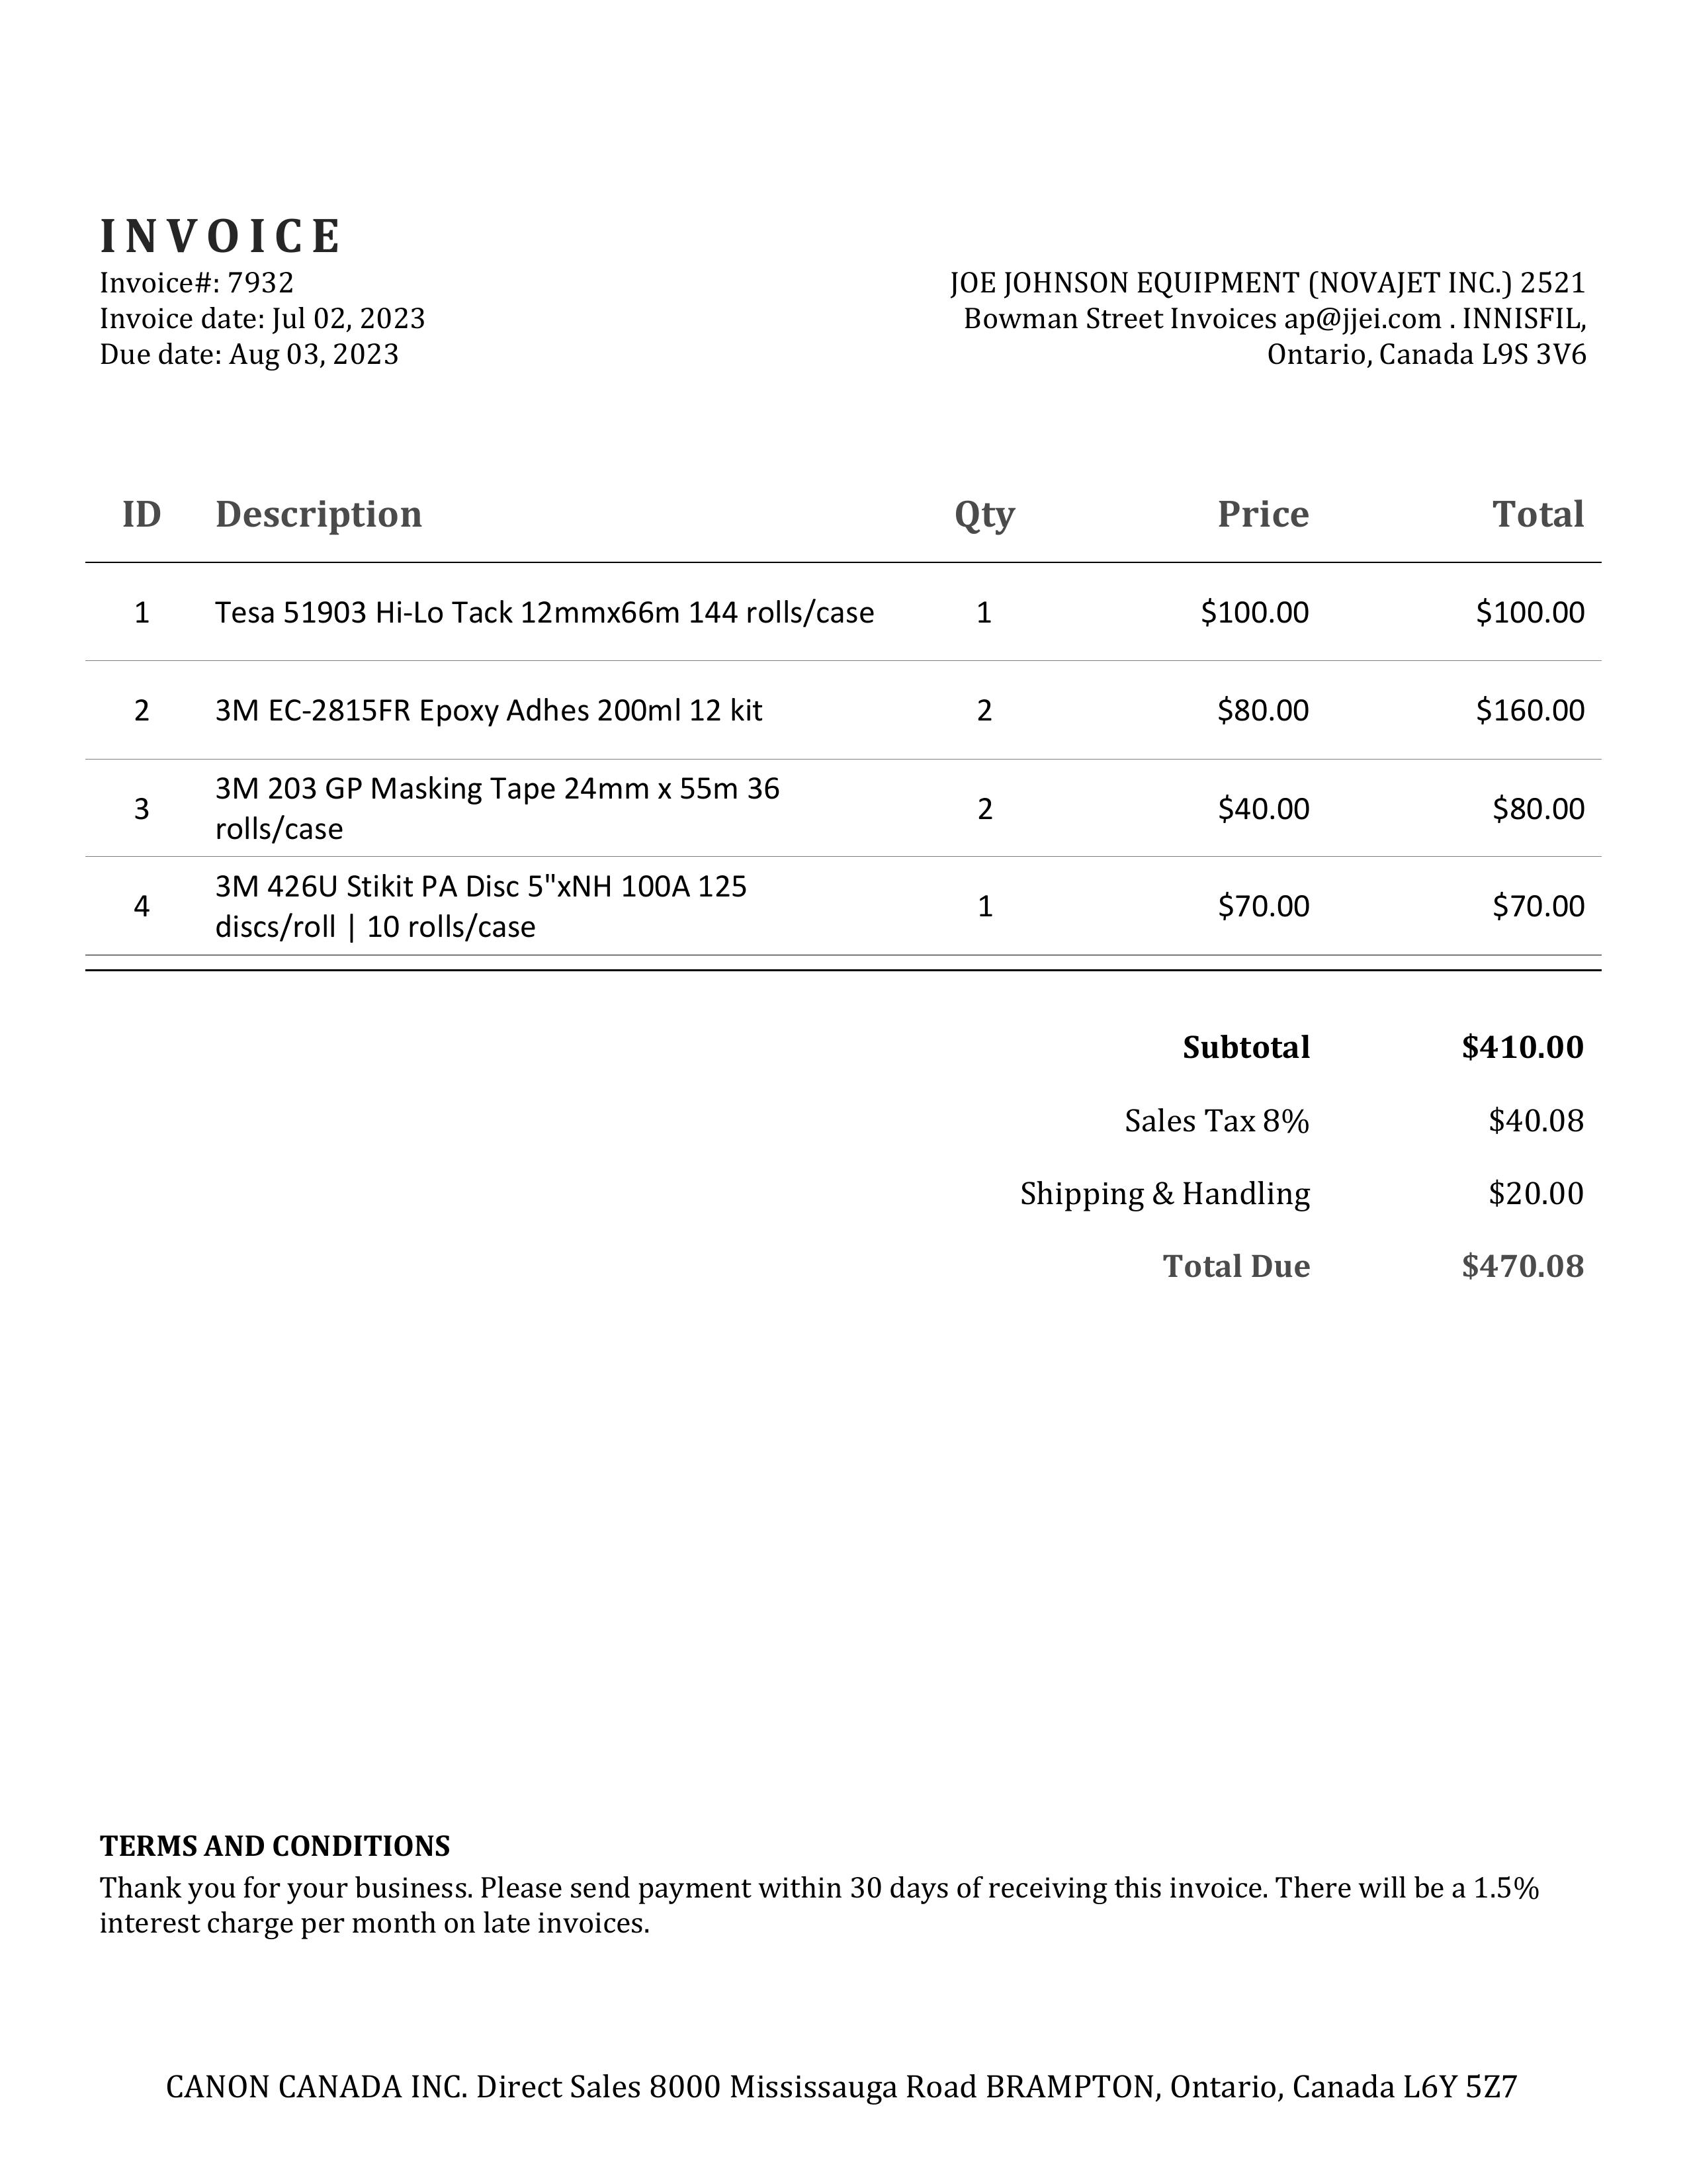 INVOICE
Invoice#: 7932
Invoice date: Jul 02, 2023
Due date: Aug 03, 2023
JOE JOHNSON EQUIPMENT (NOVAJET INC.) 2521
Bowman Street Invoices ap@jjei.com . INNISFIL,
Ontario, Canada L9S 3V6
ID Description Qty Price Total
1 Tesa 51903 Hi-Lo Tack 12mmx66m 144 rolls/case 1 $100.00 $100.00
2 3M EC-2815FR Epoxy Adhes 200ml 12 kit 2 $80.00 $160.00
3 3M 203 GP Masking Tape 24mm x 55m 36
rolls/case 2 $40.00 $80.00
4 3M 426U Stikit PA Disc 5"xNH 100A 125
discs/roll | 10 rolls/case 1 $70.00 $70.00
Subtotal $410.00
Sales Tax 8% $40.08
Shipping & Handling $20.00
Total Due $470.08
TERMS AND CONDITIONS
Thank you for your business. Please send payment within 30 days of receiving this invoice. There will be a 1.5%
interest charge per month on late invoices.
CANON CANADA INC. Direct Sales 8000 Mississauga Road BRAMPTON, Ontario, Canada L6Y 5Z7